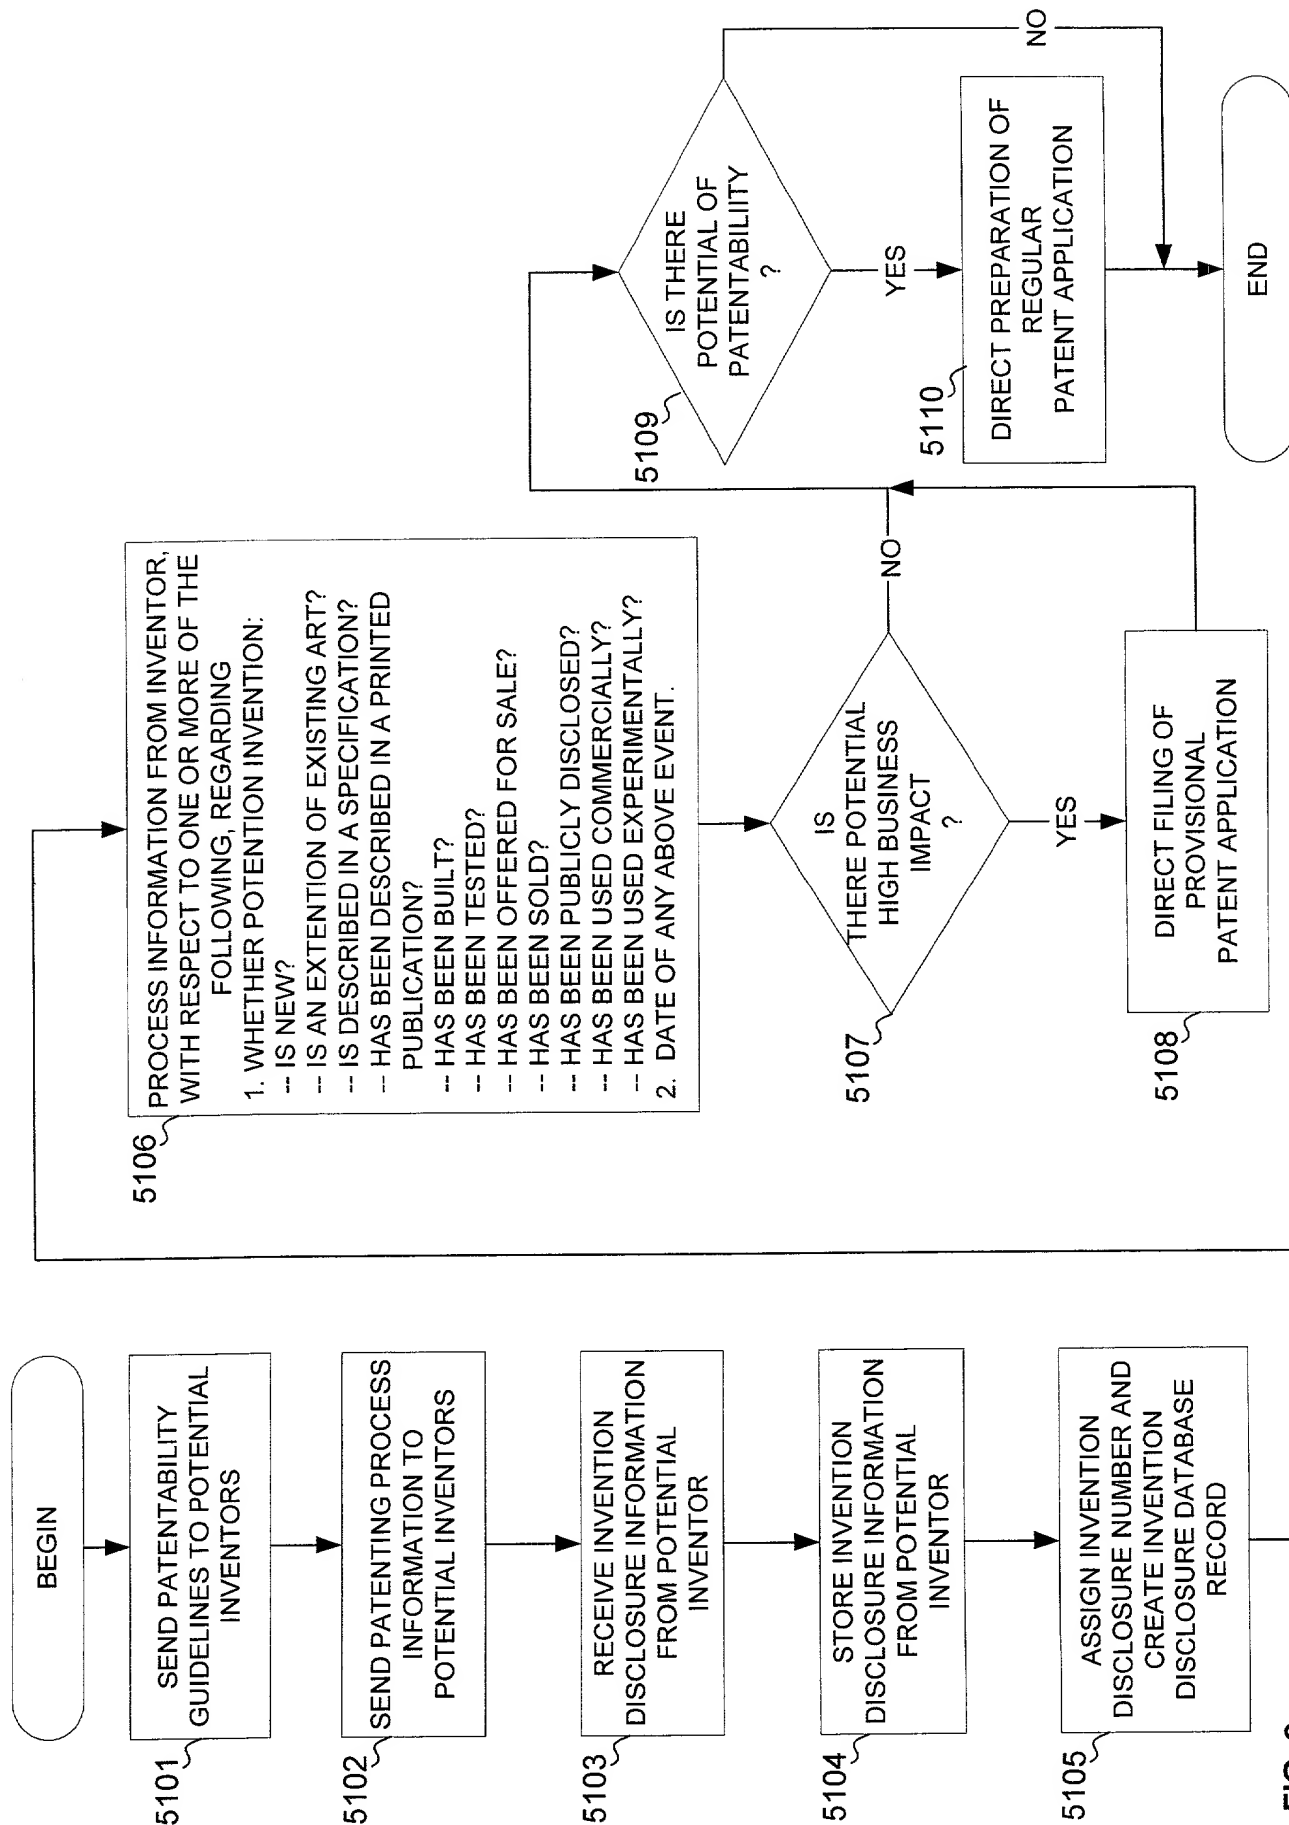 BEGIN
SEND PATENTABILITY
GUIDELINES TO POTENTIAL
INVENTORS
5101
SEND PATENTING PROCESS
INFORMATION TO
POTENTIAL INVENTORS
5102
RECEIVE INVENTION
DISCLOSURE INFORMATION
FROM POTENTIAL
INVENTOR
5103
STORE INVENTION
DISCLOSURE INFORMATION
FROM POTENTIAL
INVENTOR
5104
ASSIGN INVENTION
DISCLOSURE NUMBER AND
CREATE INVENTION
DISCLOSURE DATABASE
RECORD
5105
PROCESS INFORMATION FROM INVENTOR,
WITH RESPECT TO ONE OR MORE OF THE
FOLLOWING, REGARDING
1. WHETHER POTENTION INVENTION:
-- IS NEW?
-- IS AN EXTENTION OF EXISTING ART?
-- IS DESCRIBED IN A SPECIFICATION?
-- HAS BEEN DESCRIBED IN A PRINTED
PUBLICATION?
-- HAS BEEN BUILT?
-- HAS BEEN TESTED?
-- HAS BEEN OFFERED FOR SALE?
-- HAS BEEN SOLD?
-- HAS BEEN PUBLICLY DISCLOSED?
-- HAS BEEN USED COMMERCIALLY?
-- HAS BEEN USED EXPERIMENTALLY?
2. DATE OF ANY ABOVE EVENT.
5106
IS
THERE POTENTIAL
HIGH BUSINESS
IMPACT
?
5107
NO
YES
DIRECT FILING OF
PROVISIONAL
PATENT APPLICATION
5108
IS THERE
POTENTIAL OF
PATENTABILIITY
?
5109
NO
YES
DIRECT PREPARATION OF
REGULAR
PATENT APPLICATION
5110
END